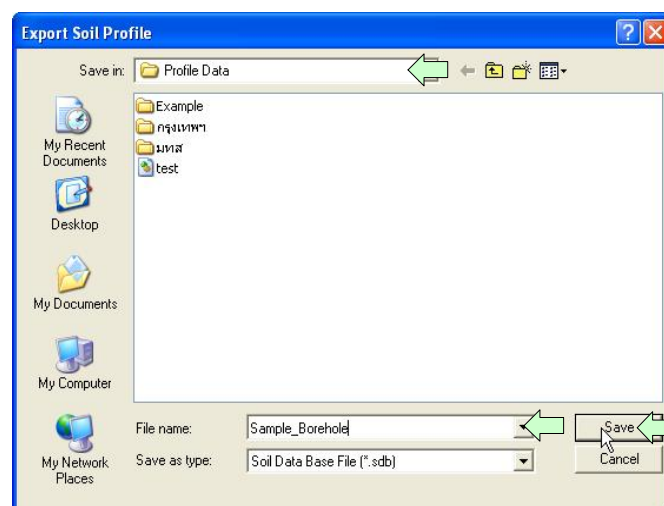 Export Soil Profile
Save in:
Profile Data
My Recent
Documents
Desktop
My Documents
My Computer
My Network
Places
Example
กรุงเทพฯ
มทส
test
File name:
Sample_Borehole
Save
Save as type:
Soil Data Base File (*.sdb)
Cancel